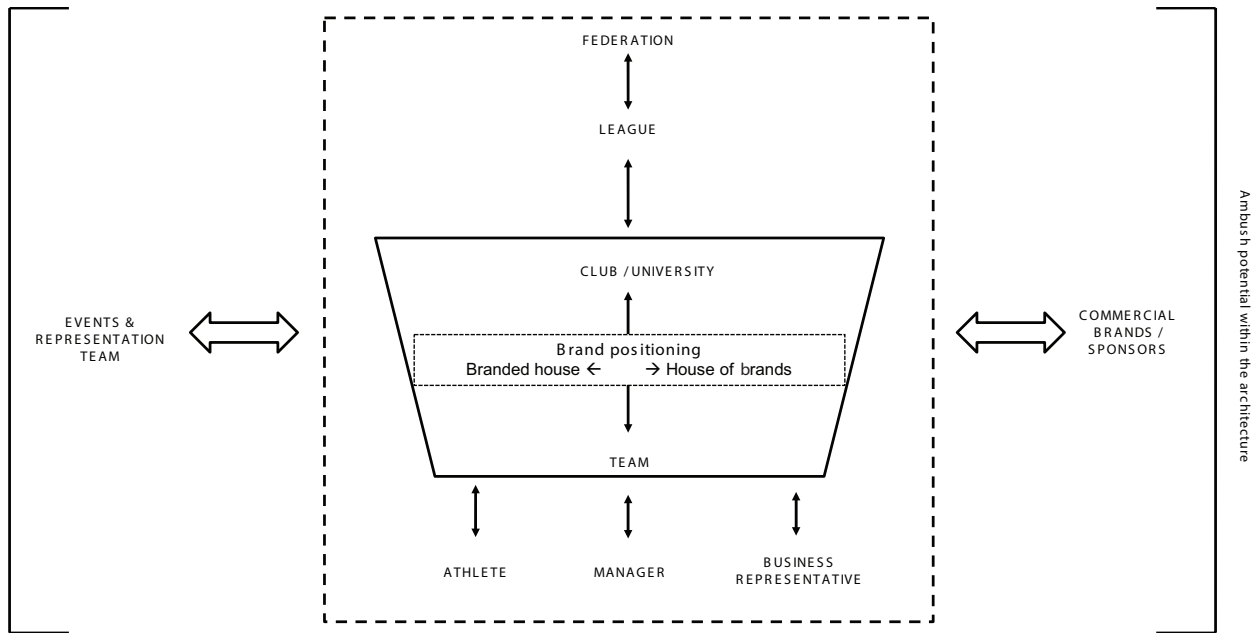 FEDERATION
LEAGUE
CLUB / UNIVERSITY
EVENTS &
REPRESENTATION
TEAM
Brand positioning
Branded house ← → House of brands
COMMERCIAL
BRANDS /
SPONSORS
TEAM
ATHLETE
MANAGER
BUSINESS
REPRESENTATIVE
Ambush potential within the architecture